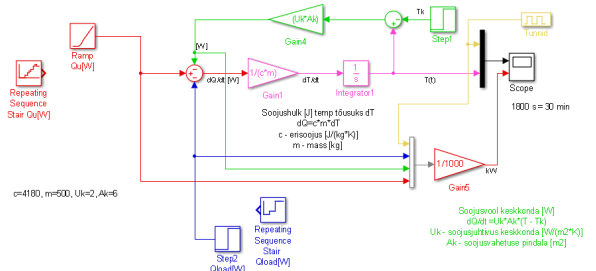 Tk
(Uk*Ak)
Gain4
Step1
Tunnid
Ramp
Qu[W]
[W]
dQ/dt [W]
1/(c*m)
Gain1
dT/dt
1
s
Integrator1
T(t)
Scope
1800 s = 30 min
Repeating
Sequence
Stair Qu[W]
Soojushulk [J] temp tõusuks dT
dQ=c*m*dT
c - erisoojus [J/(kg*K)]
m - mass [kg]
1/1000
kW
Gain5
c=4180, m=500, Uk=2, Ak=6
Repeating
Sequence
Stair
Qload[W]
Step2
Qload[W]
Soojusvool keskkonda [W]
dQ/dt =Uk*Ak*(T - Tk)
Uk - soojusjuhtivus keskkonda [W/(m2*K)]
Ak - soojusvahetuse pindala [m2]